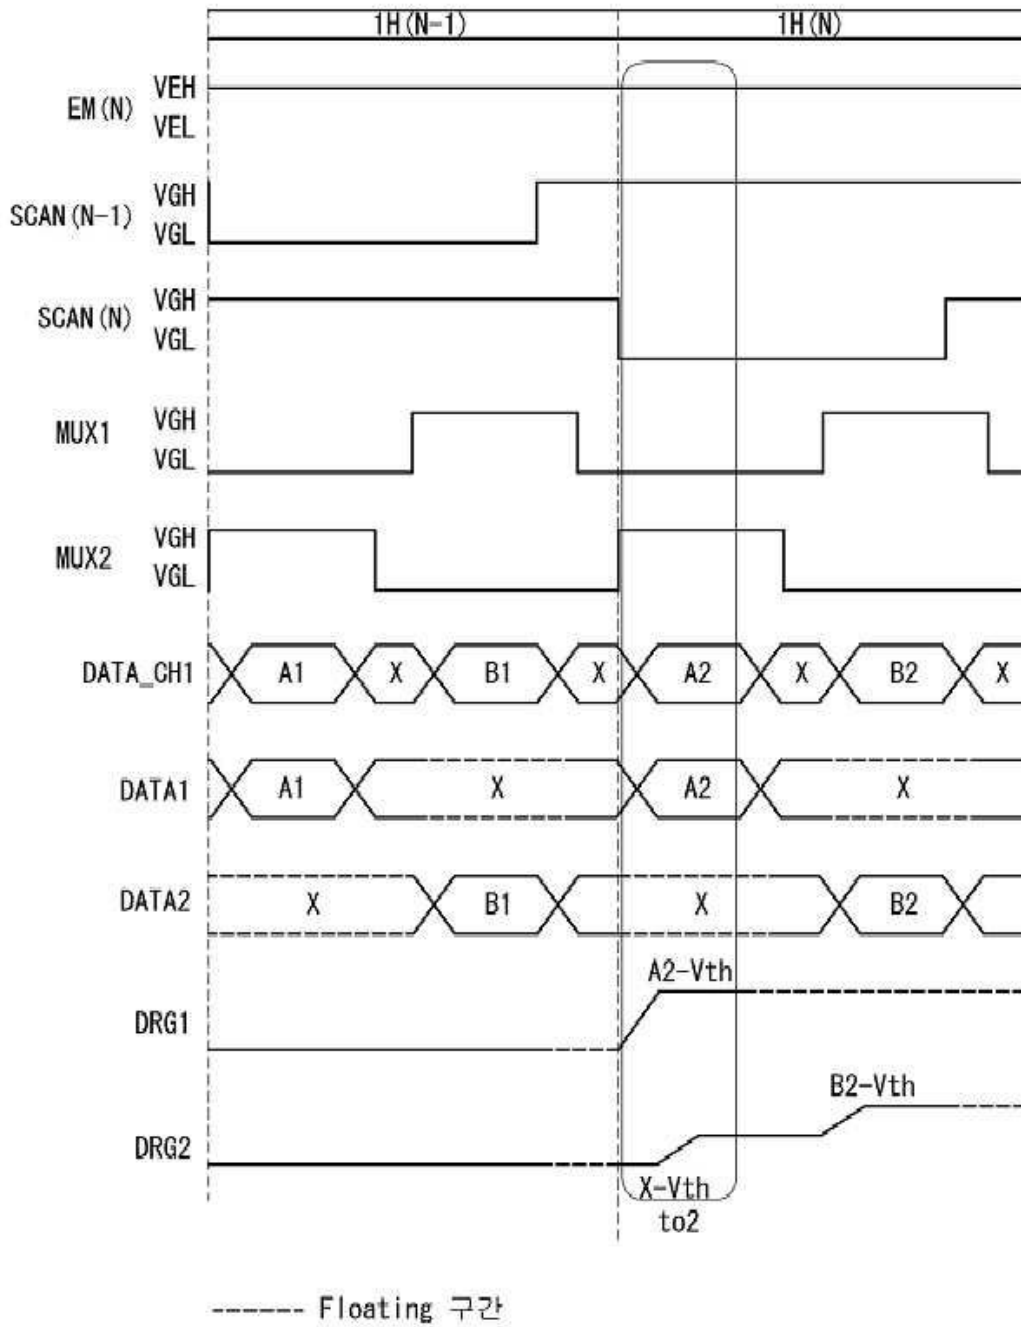 1H(N-1) 1H(N)
EM(N) VEH
VEL
SCAN(N-1) VGH
VGL
SCAN(N) VGH
VGL
MUX1 VGH
VGL
MUX2 VGH
VGL
DATA_CH1 A1 X B1 X A2 X B2 X
DATA1 A1 X A2 X
DATA2 X B1 X B2
A2-Vth
DRG1
B2-Vth
DRG2
X-Vth
to2
Floating 구간